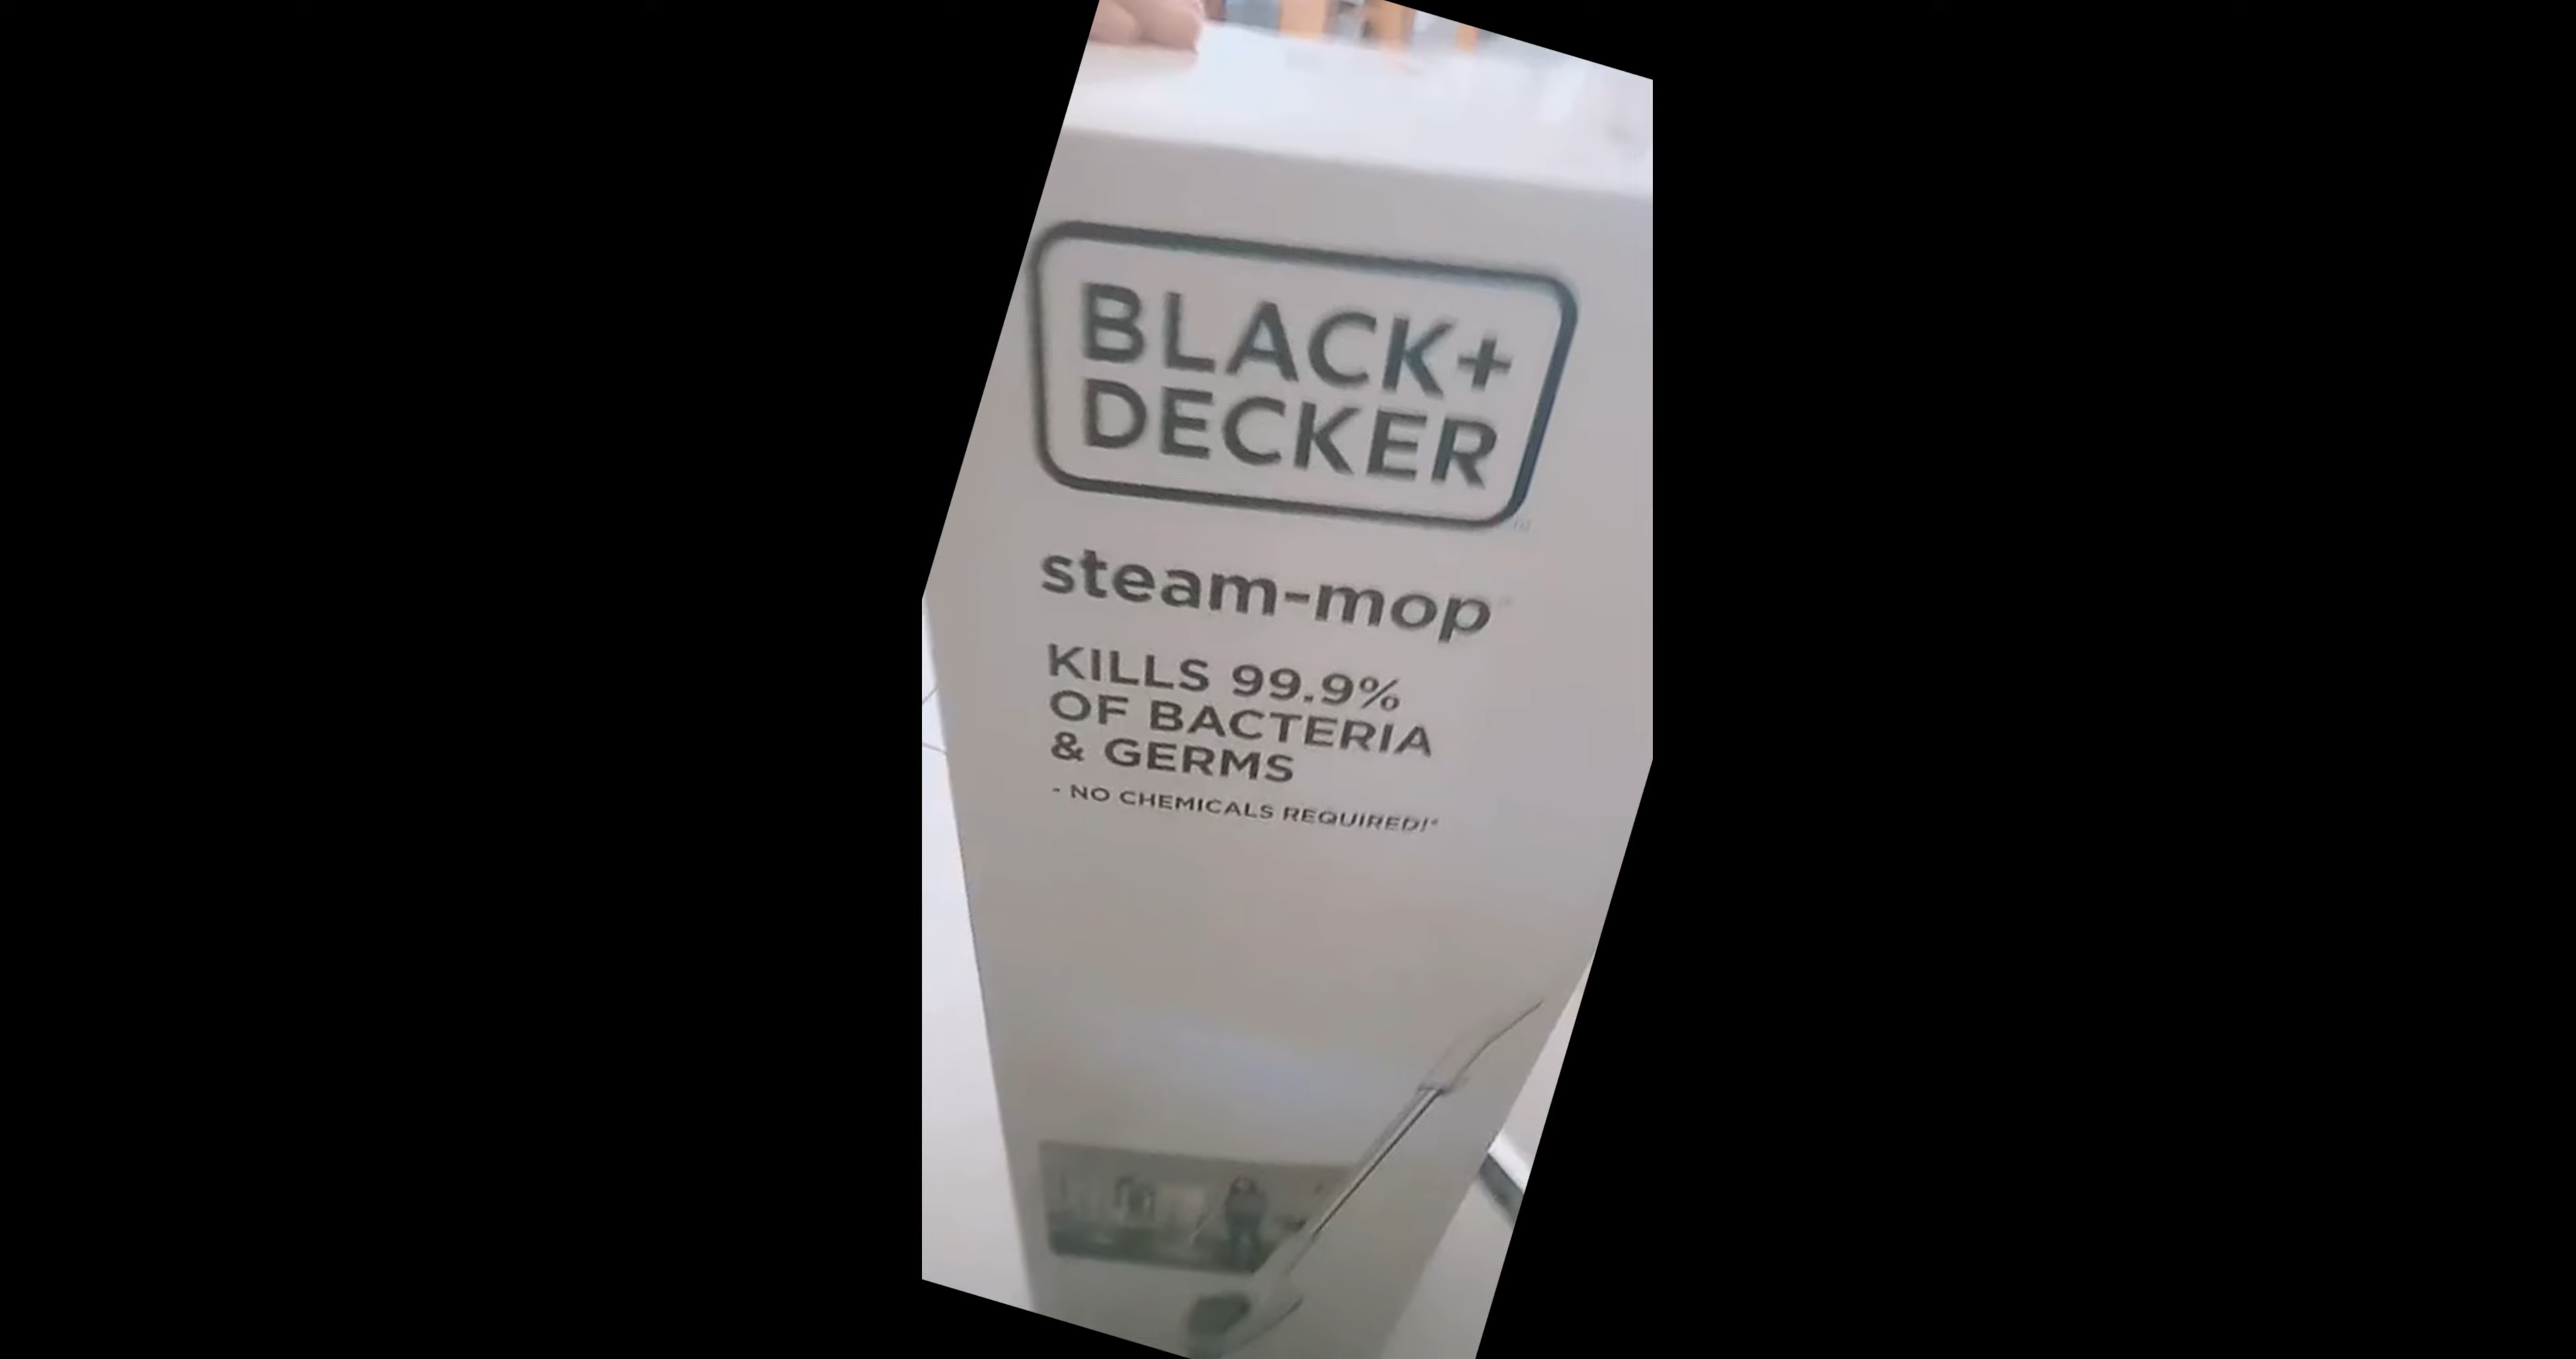 BLACK+
DECKER
steam-mop
KILLS 99.9%
OF BACTERIA
& GERMS
- NO CHEMICALS REQUIRED!*